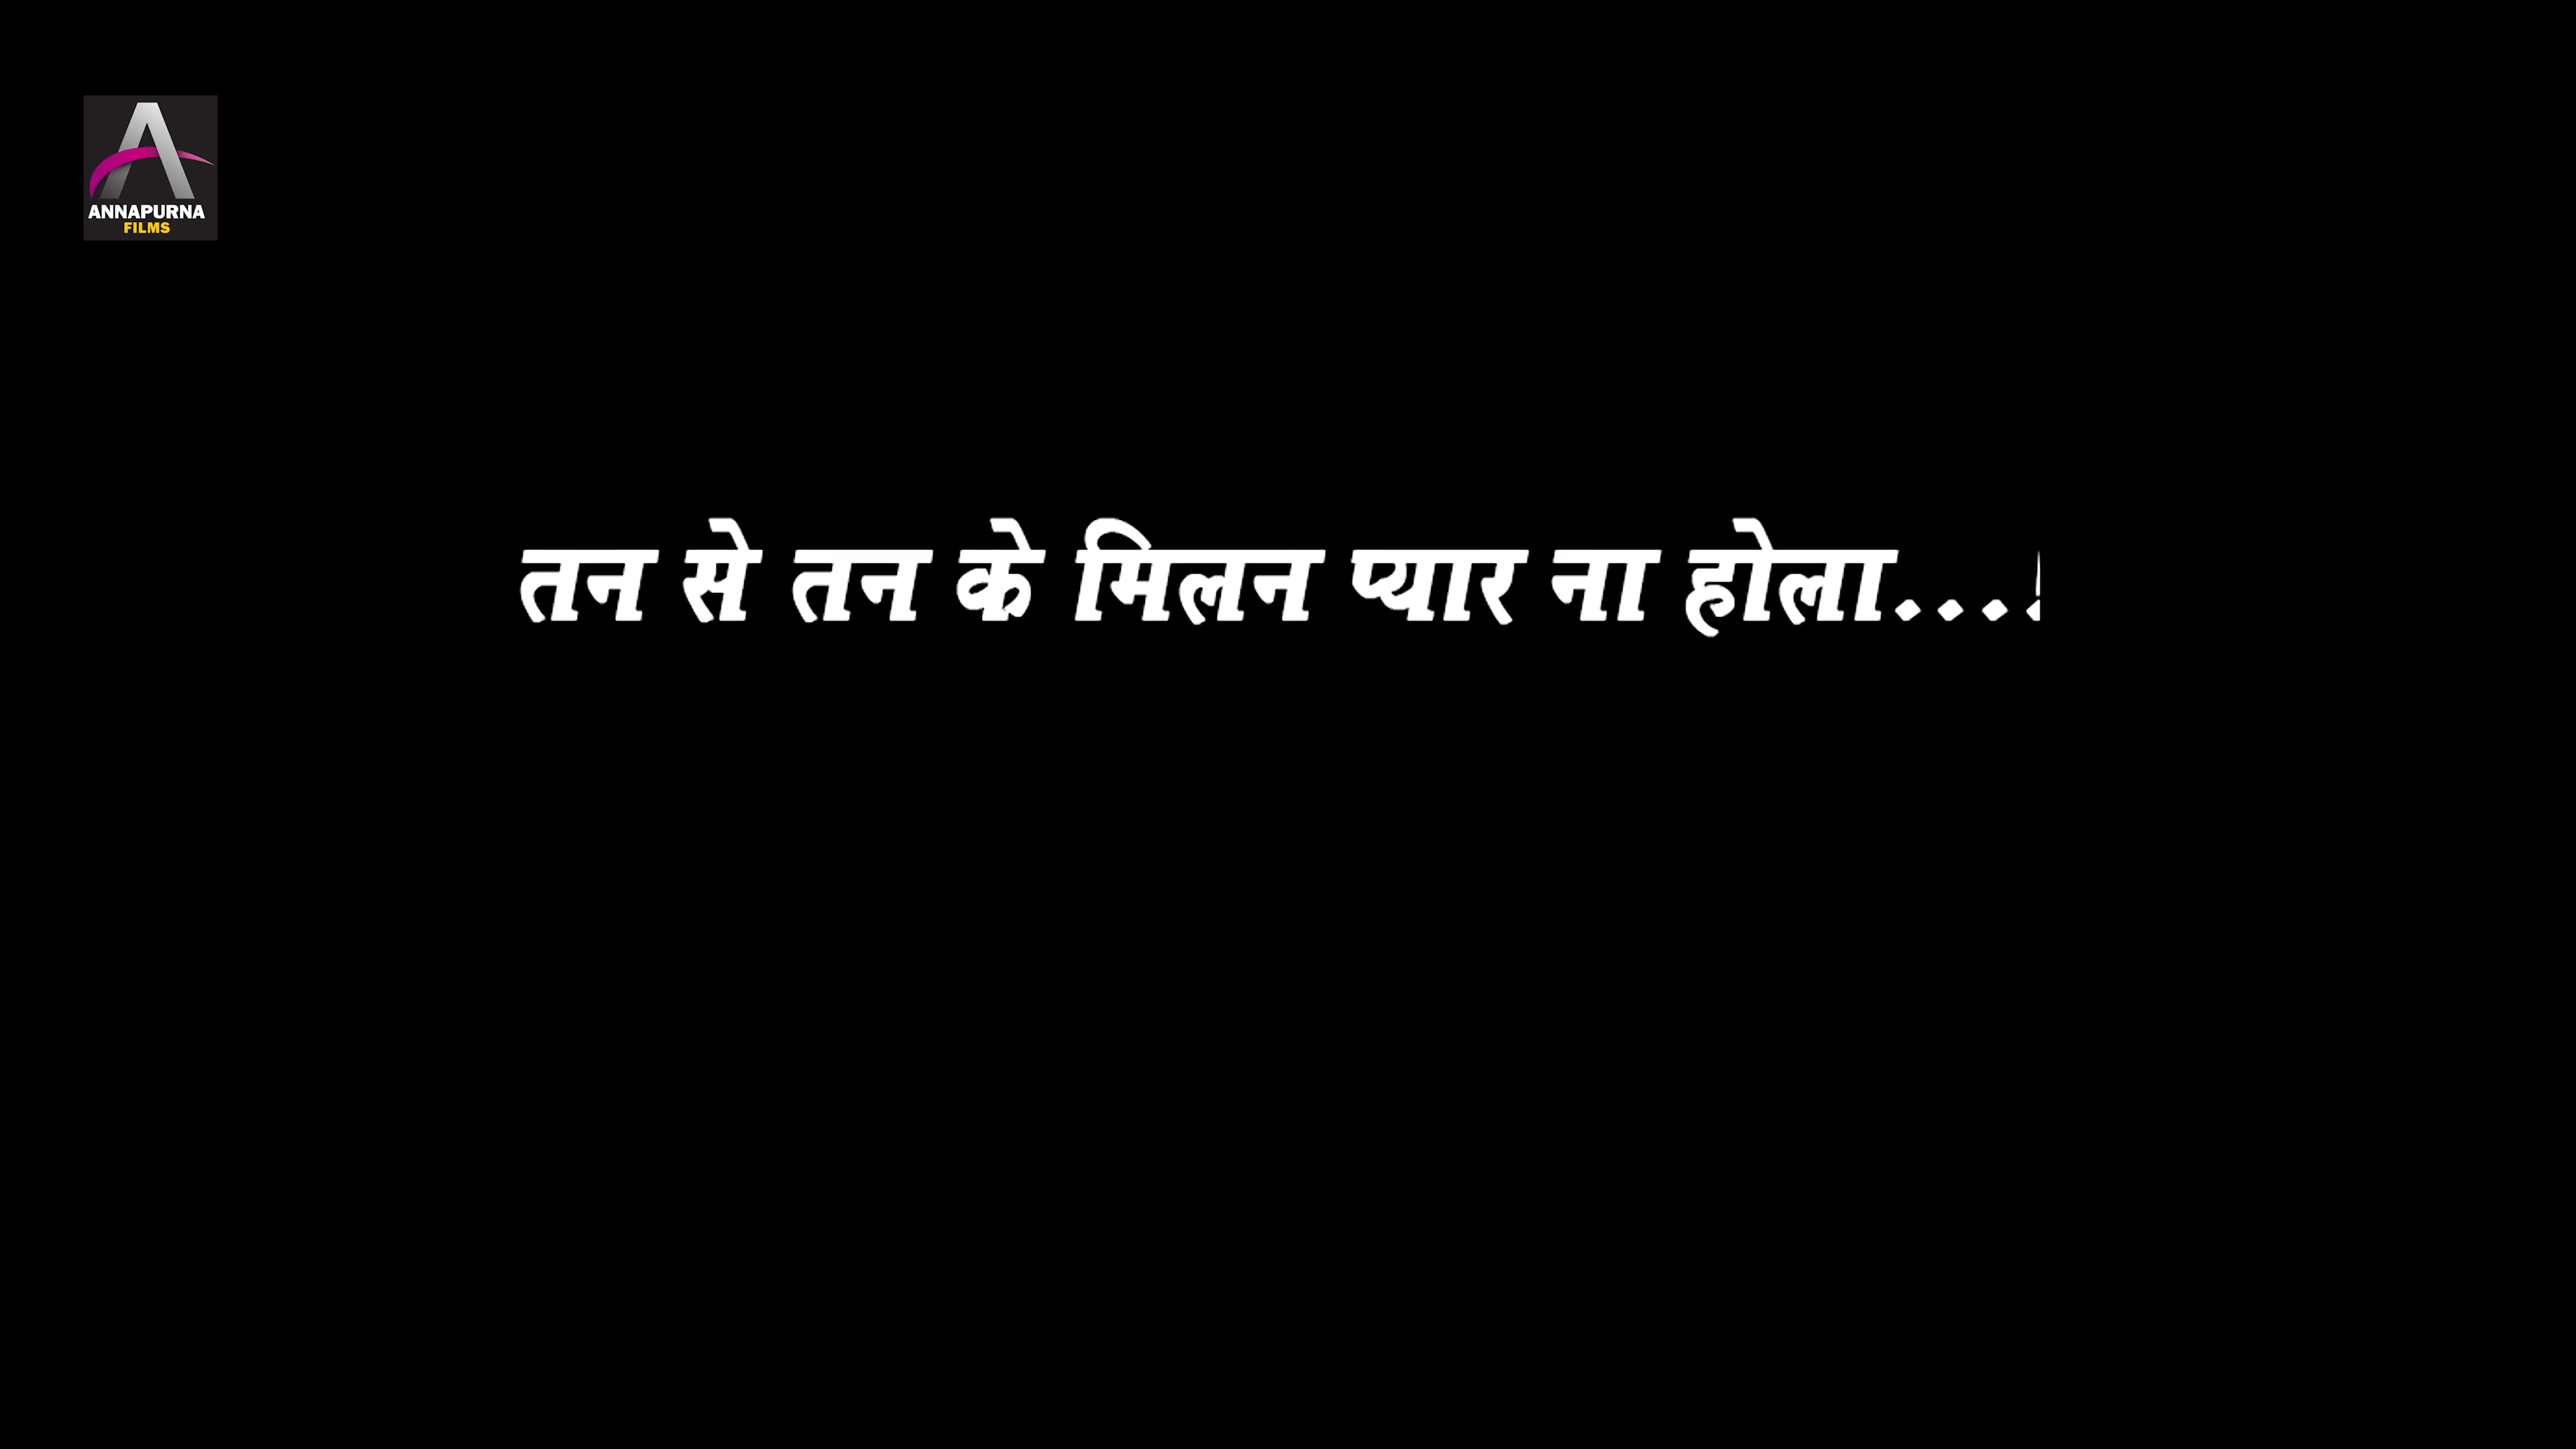 ANNAPURNA
FILMS
तन से तन के मिलन प्यार ना होला...!